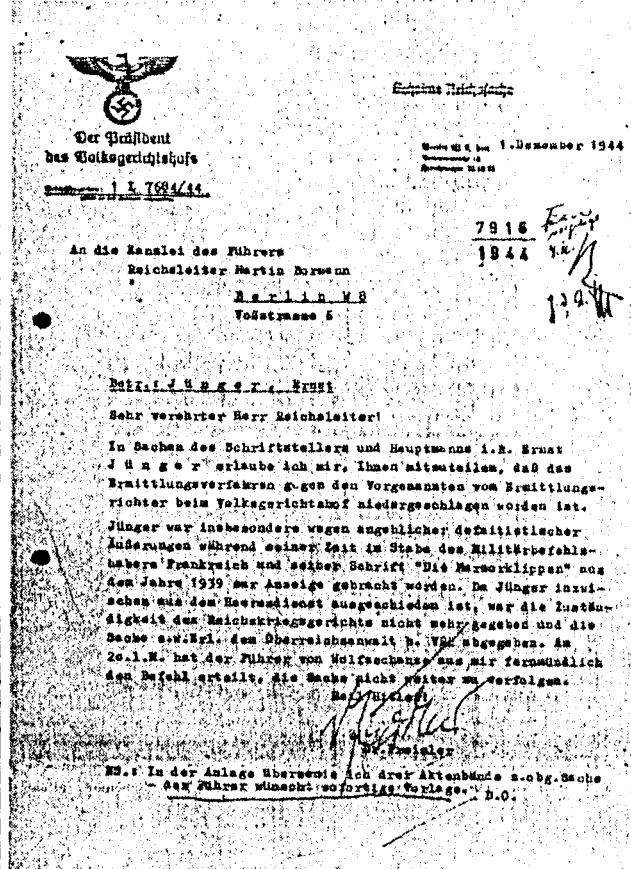 Geheime Reichssache
Der Präsident
des Volksgerichtshofs
1. Dezember 1944
1 L 7684/44.
7916
1944
An die Kanzlei des Führers
Reichsleiter Martin Bormann
Berlin W8
Voßstrasse 6
Betr.: Jünger, Ernst
Sehr verehrter Herr Reichsleiter!
In Sachen des Schriftstellers und Hauptmanns i.R. Ernst
Jünger erlaube ich mir, Ihnen mitzuteilen, daß das
Ermittlungsverfahren gegen den Vorgenannten vom Ermittlungs-
richter beim Volksgerichtshof niedergeschlagen worden ist.
Jünger war insbesondere wegen angeblicher defaitistischer
Äußerungen während seiner Zeit im Stabe des Militärbefehls-
habers Frankreich und seiner Schrift "Die Marmorklippen" aus
dem Jahre 1939 zur Anzeige gebracht worden. Da Jünger inzwi-
schen aus dem Heeresdienst ausgeschieden ist, war die Zustän-
digkeit des Reichskriegsgerichts nicht mehr gegeben und die
Sache dem Oberreichsanwalt b. VGH abgegeben. Am
20.1.M. hat der Führer von Wolfschanze aus mir fernmündlich
den Befehl erteilt, die Sache nicht weiter zu verfolgen.
Heil Hitler!
Dr. Freisler
NS.: In der Anlage übersende ich drei Aktenbände z.obg.Sache
- der Führer wünscht sofortige Vorlage. -
D.O.